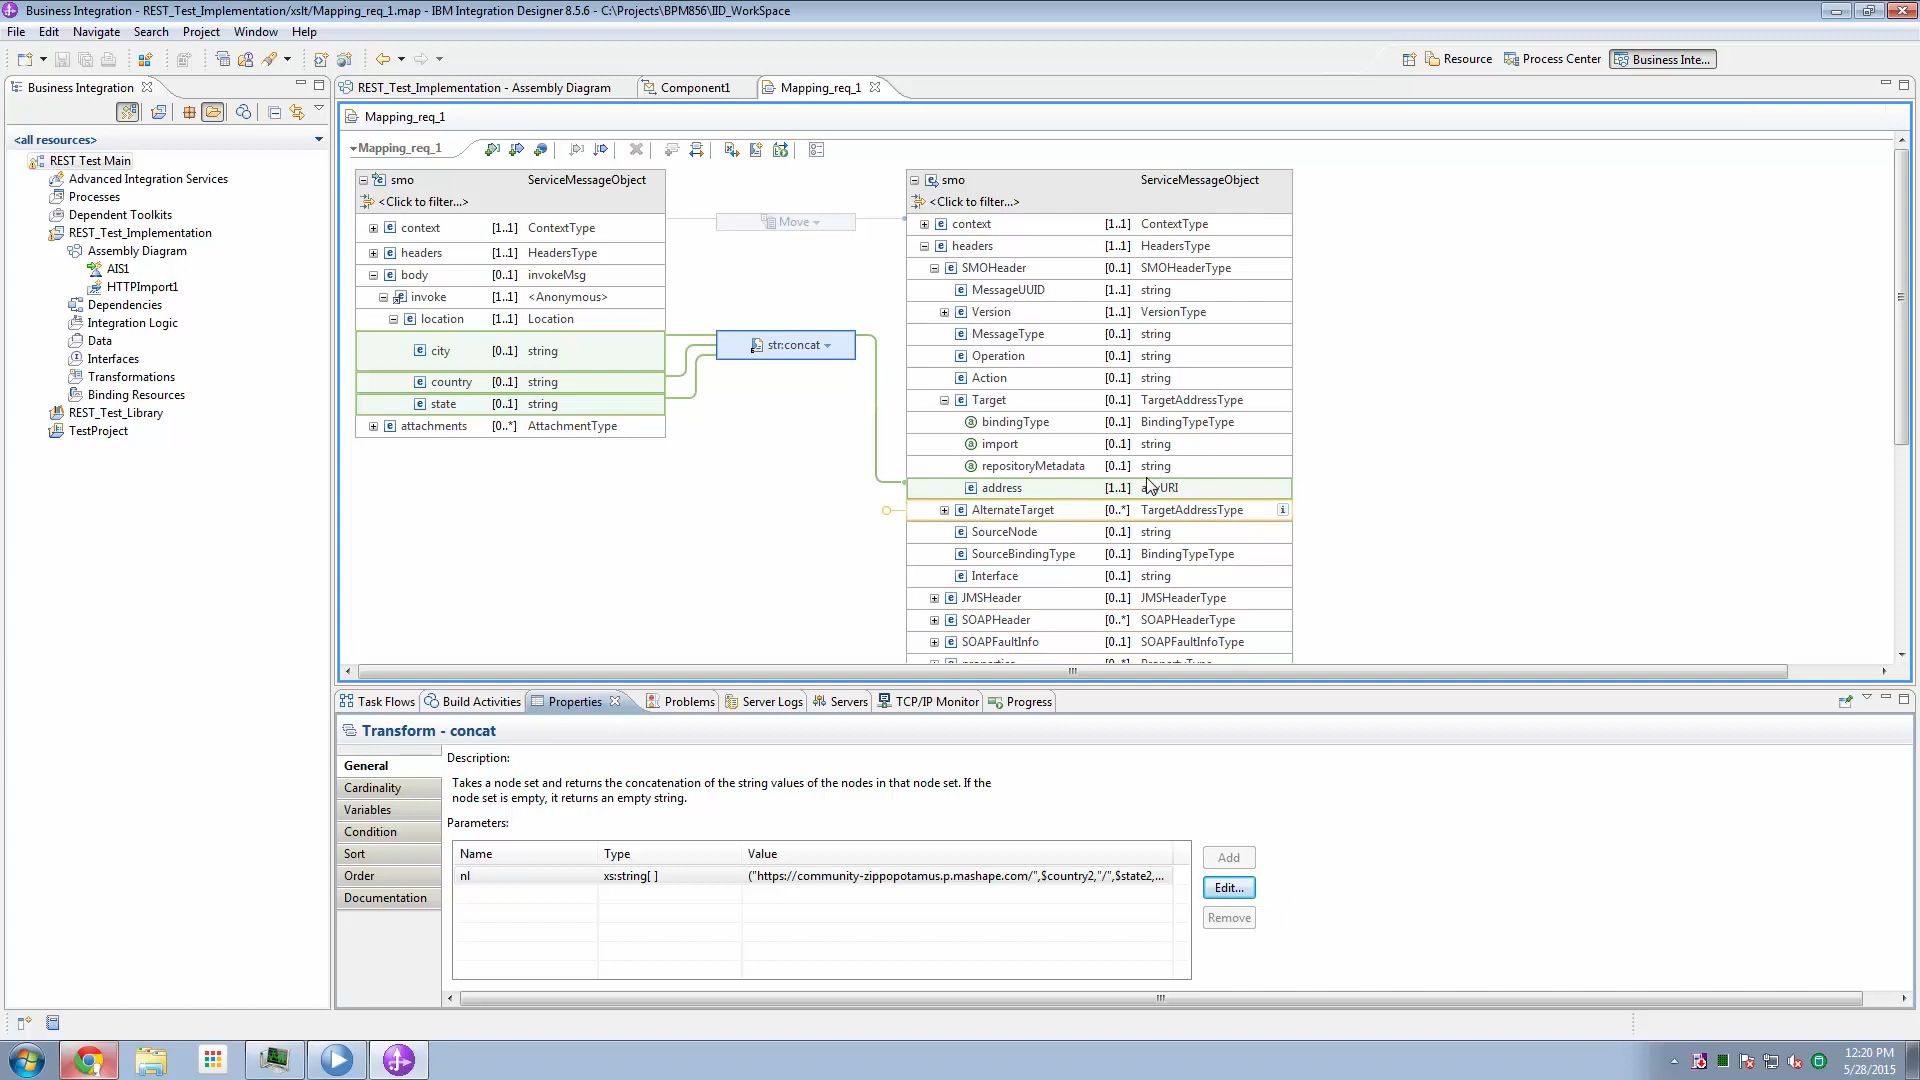 Business Integration - REST_Test_Implementation/xslt/Mapping_req_1.map - IBM Integration Designer 8.5.6 - C:\Projects\BPM856\IID_WorkSpace
File Edit Navigate Search Project Window Help
Resource Process Center Business Inte...
Business Integration
REST_Test_Implementation - Assembly Diagram Component1 Mapping_req_1
<all resources>
REST Test Main
Advanced Integration Services
Processes
Dependent Toolkits
REST_Test_Implementation
Assembly Diagram
AIS1
HTTPImport1
Dependencies
Integration Logic
Data
Interfaces
Transformations
Binding Resources
REST_Test_Library
TestProject
Mapping_req_1
Mapping_req_1
smo ServiceMessageObject
<Click to filter...>
context [1..1] ContextType
headers [1..1] HeadersType
body [0..1] invokeMsg
invoke [1..1] <Anonymous>
location [1..1] Location
city [0..1] string
country [0..1] string
state [0..1] string
attachments [0..*] AttachmentType
Move
str:concat
smo ServiceMessageObject
<Click to filter...>
context [1..1] ContextType
headers [1..1] HeadersType
SMOHeader [0..1] SMOHeaderType
MessageUUID [1..1] string
Version [1..1] VersionType
MessageType [0..1] string
Operation [0..1] string
Action [0..1] string
Target [0..1] TargetAddressType
bindingType [0..1] BindingTypeType
import [0..1] string
repositoryMetadata [0..1] string
address [1..1]
AlternateTarget [0..*] TargetAddressType
SourceNode [0..1] string
SourceBindingType [0..1] BindingTypeType
Interface [0..1] string
JMSHeader [0..1] JMSHeaderType
SOAPHeader [0..*] SOAPHeaderType
SOAPFaultInfo [0..1] SOAPFaultInfoType
Task Flows Build Activities Properties Problems Server Logs Servers TCP/IP Monitor Progress
Transform - concat
General
Cardinality
Variables
Condition
Sort
Order
Documentation
Description:
Takes a node set and returns the concatenation of the string values of the nodes in that node set. If the
node set is empty, it returns an empty string.
Parameters:
Name Type Value
nl xs:string[ ] ("https://community-zippopotamus.p.mashape.com/",$country2,"/",$state2,...
Add
Edit...
Remove
12:20 PM
5/28/2015